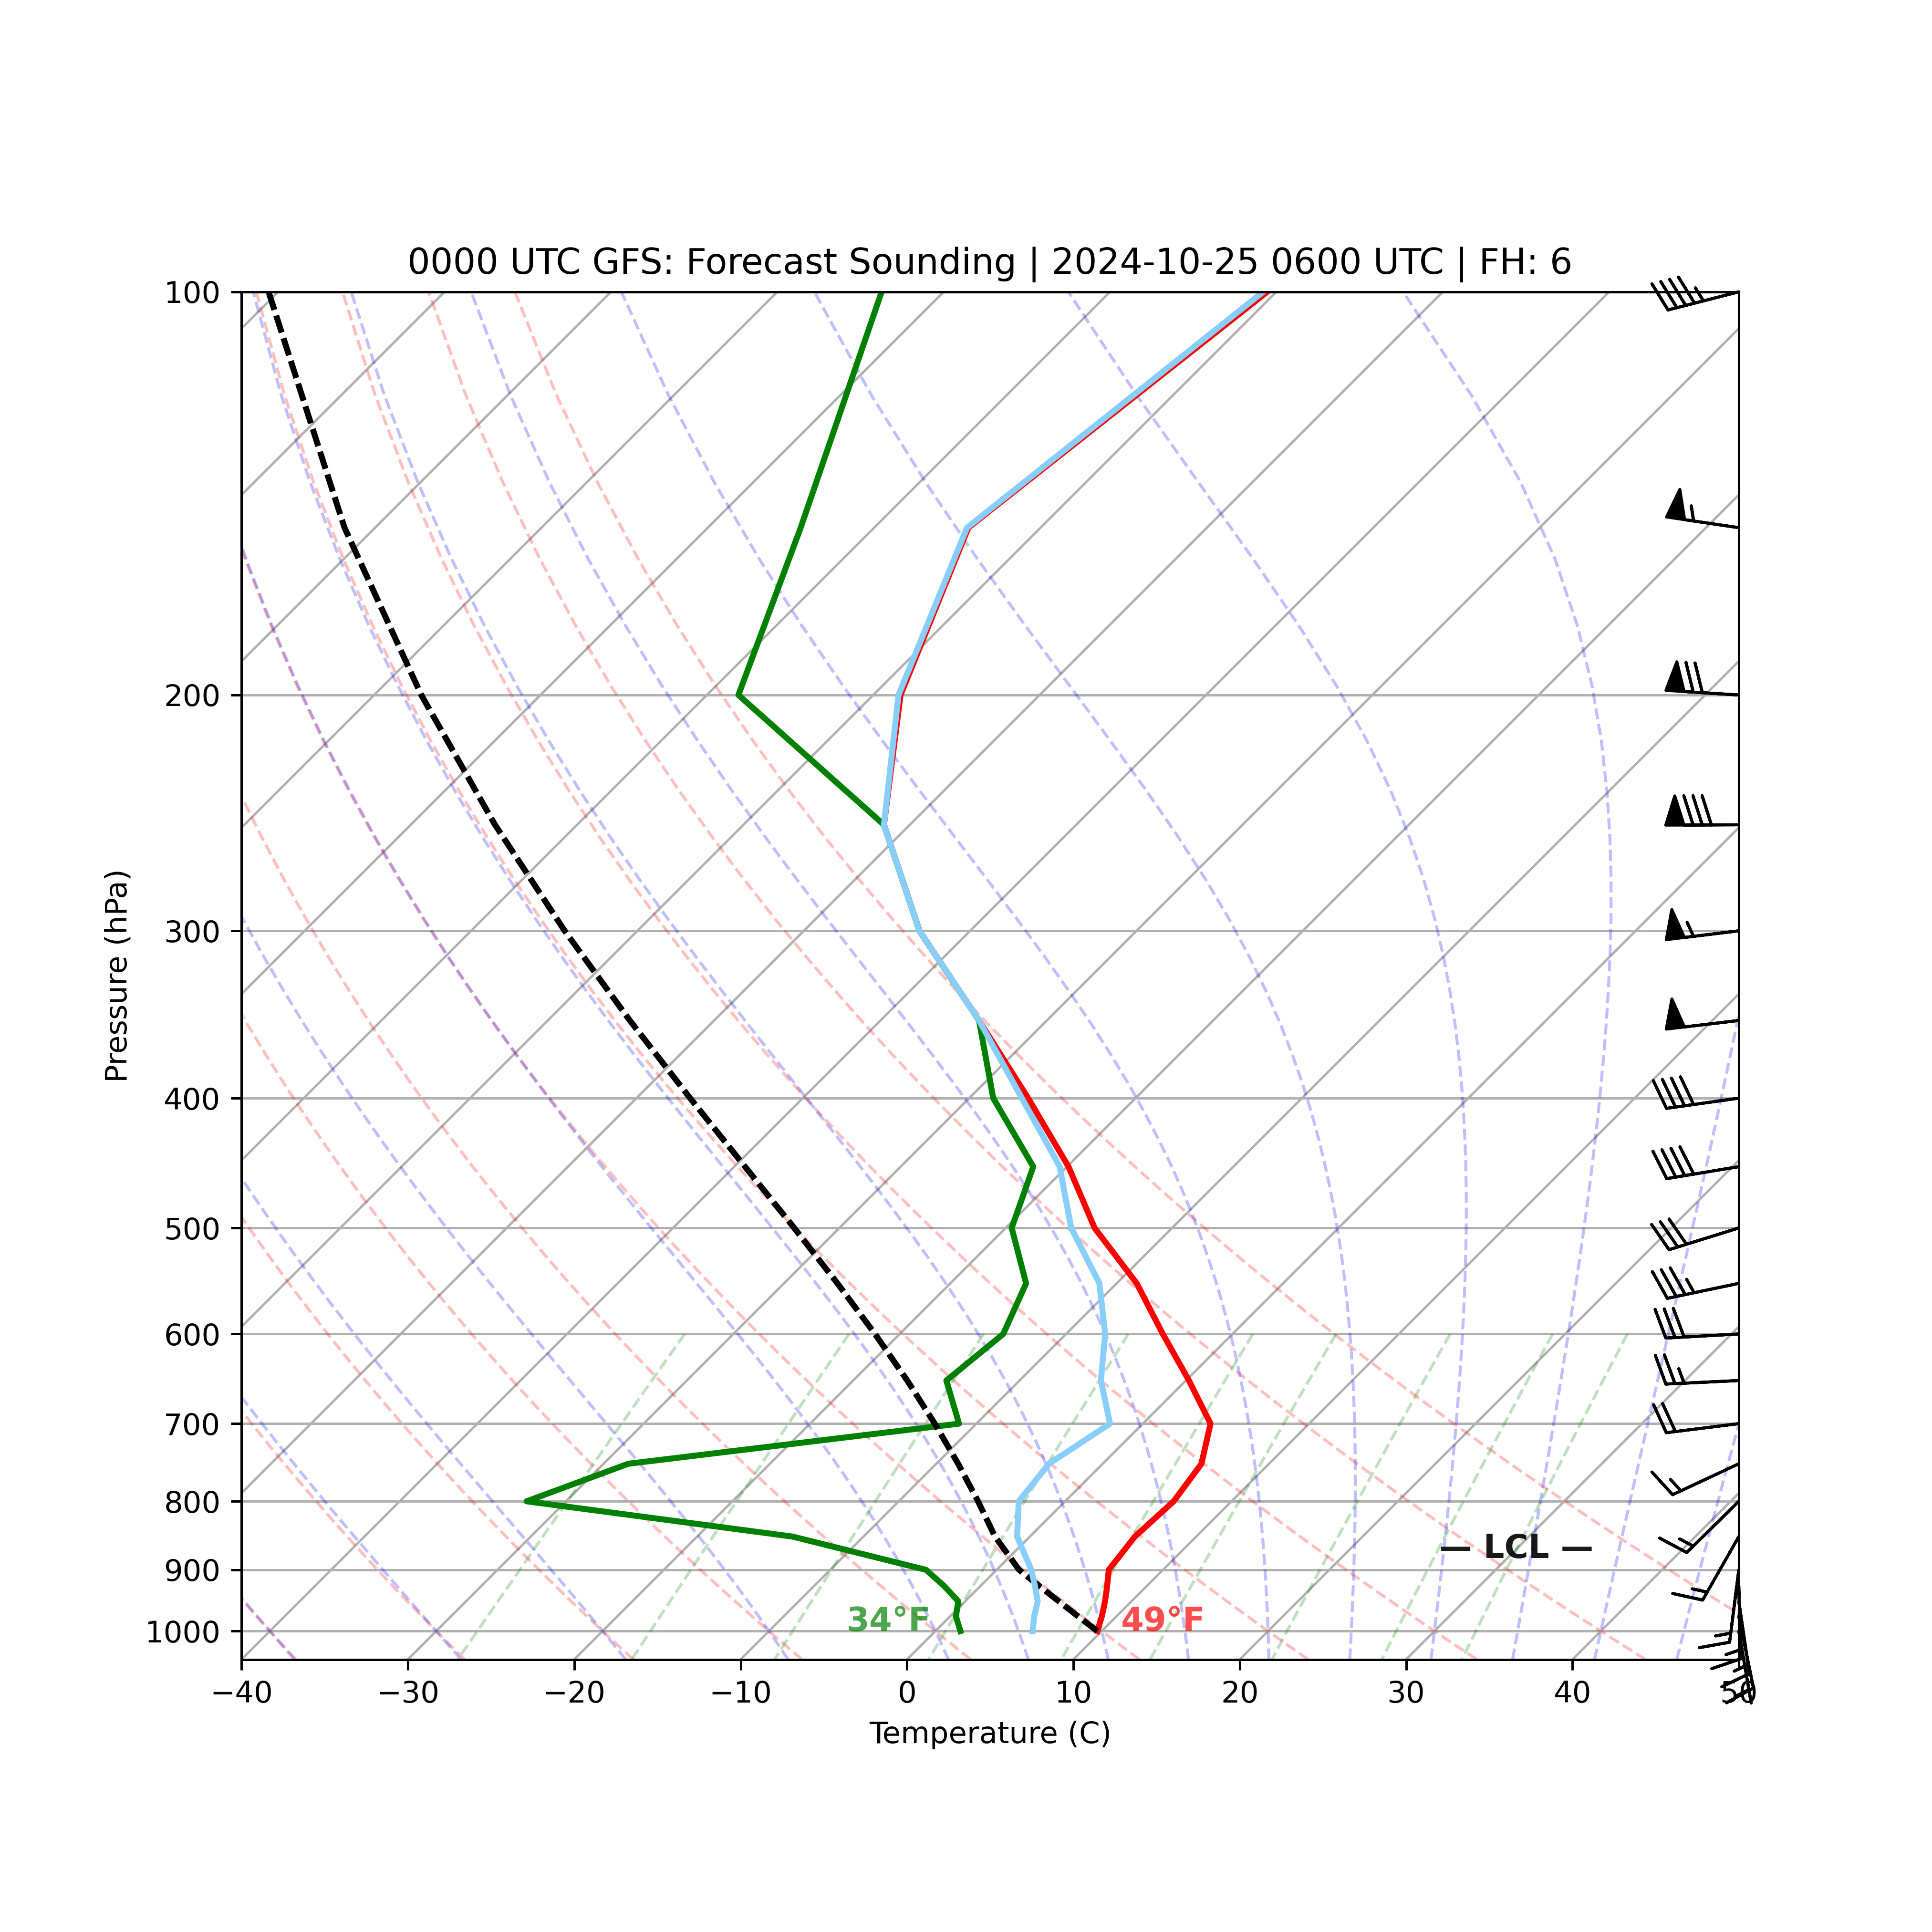 0000 UTC GFS: Forecast Sounding | 2024-10-25 0600 UTC | FH: 6
100
200
300
400
500
600
700
800
900
1000
Pressure (hPa)
— LCL —
34°F
49°F
−40 −30 −20 −10 0 10 20 30 40 50
Temperature (C)